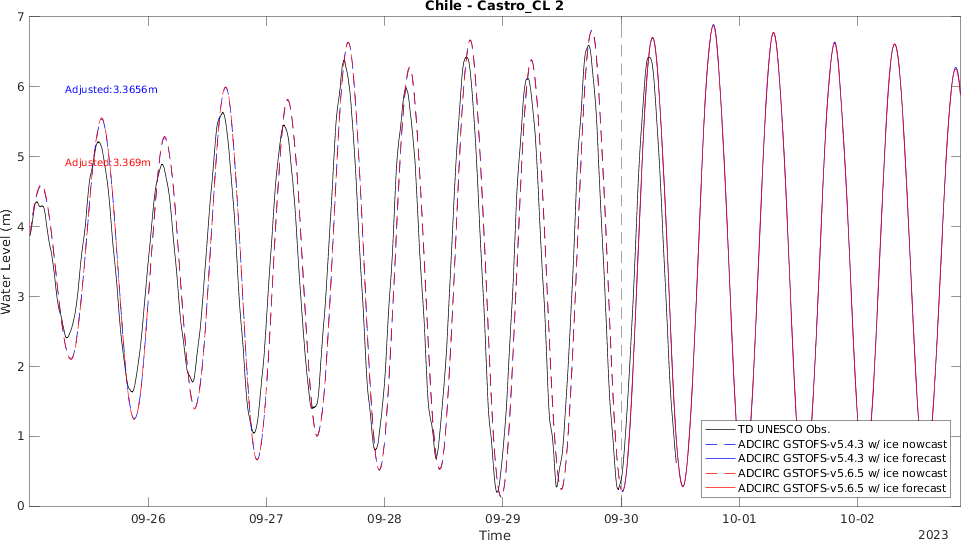 Chile - Castro_CL 2
7
6
5
4
3
2
1
0
Water Level (m)
Adjusted:3.3656m
Adjusted:3.369m
TD UNESCO Obs.
ADCIRC GSTOFS-v5.4.3 w/ ice nowcast
ADCIRC GSTOFS-v5.4.3 w/ ice forecast
ADCIRC GSTOFS-v5.6.5 w/ ice nowcast
ADCIRC GSTOFS-v5.6.5 w/ ice forecast
09-26 09-27 09-28 09-29 09-30 10-01 10-02
Time
2023